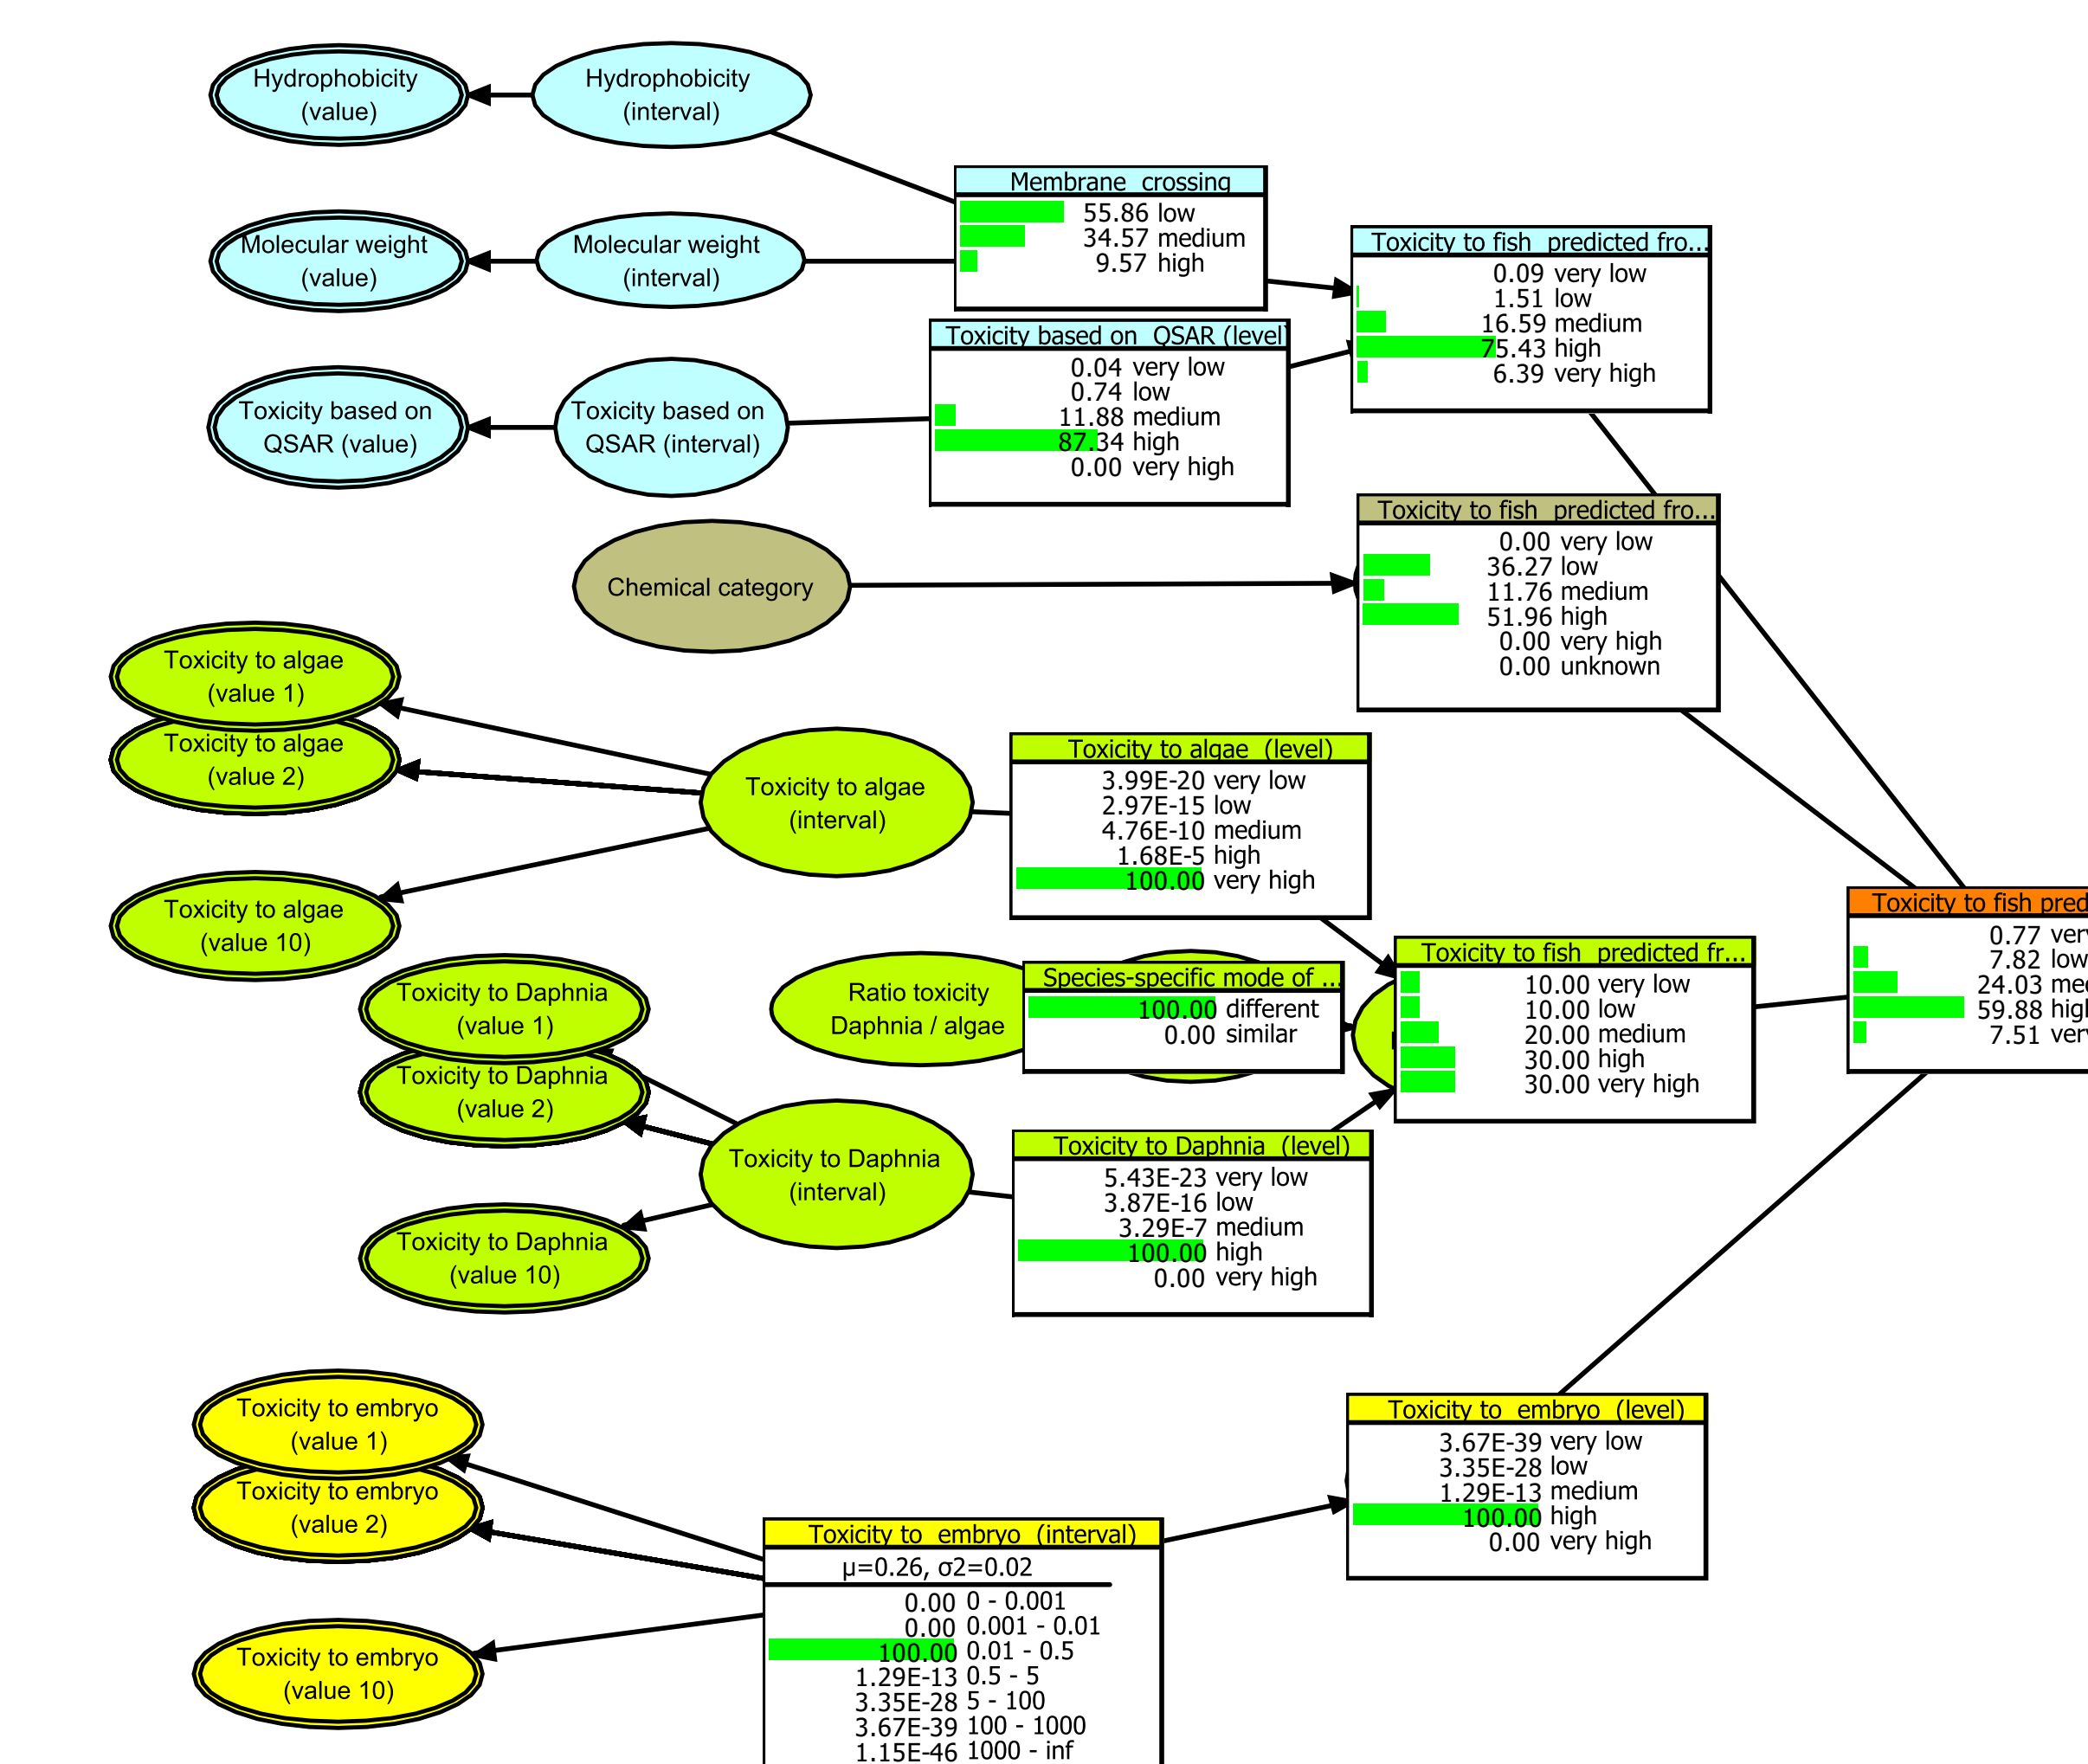 Hydrophobicity
(value)
Hydrophobicity
(interval)
Membrane crossing
55.86 low
34.57 medium
9.57 high
Molecular weight
(value)
Molecular weight
(interval)
Toxicity to fish predicted fro...
0.09 very low
1.51 low
16.59 medium
75.43 high
6.39 very high
Toxicity based on QSAR (level)
0.04 very low
0.74 low
11.88 medium
87.34 high
0.00 very high
Toxicity based on
QSAR (value)
Toxicity based on
QSAR (interval)
Toxicity to fish predicted fro...
0.00 very low
36.27 low
11.76 medium
51.96 high
0.00 very high
0.00 unknown
Chemical category
Toxicity to algae
(value 1)
Toxicity to algae
(value 2)
Toxicity to algae
(value 10)
Toxicity to algae
(interval)
Toxicity to algae (level)
3.99E-20 very low
2.97E-15 low
4.76E-10 medium
1.68E-5 high
100.00 very high
Toxicity to fish pred
0.77 ver
7.82 low
24.03 me
59.88 high
7.51 ver
Toxicity to fish predicted fr...
10.00 very low
10.00 low
20.00 medium
30.00 high
30.00 very high
Ratio toxicity
Daphnia / algae
Species-specific mode of ...
100.00 different
0.00 similar
Toxicity to Daphnia
(value 1)
Toxicity to Daphnia
(value 2)
Toxicity to Daphnia
(value 10)
Toxicity to Daphnia
(interval)
Toxicity to Daphnia (level)
5.43E-23 very low
3.87E-16 low
3.29E-7 medium
100.00 high
0.00 very high
Toxicity to embryo
(value 1)
Toxicity to embryo
(value 2)
Toxicity to embryo
(value 10)
Toxicity to embryo (level)
3.67E-39 very low
3.35E-28 low
1.29E-13 medium
100.00 high
0.00 very high
Toxicity to embryo (interval)
µ=0.26, σ2=0.02
0.00 0 - 0.001
0.00 0.001 - 0.01
100.00 0.01 - 0.5
1.29E-13 0.5 - 5
3.35E-28 5 - 100
3.67E-39 100 - 1000
1.15E-46 1000 - inf